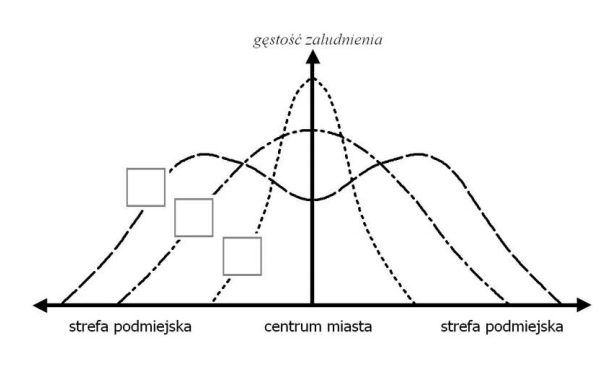 gęstość zaludnienia
strefa podmiejska centrum miasta strefa podmiejska